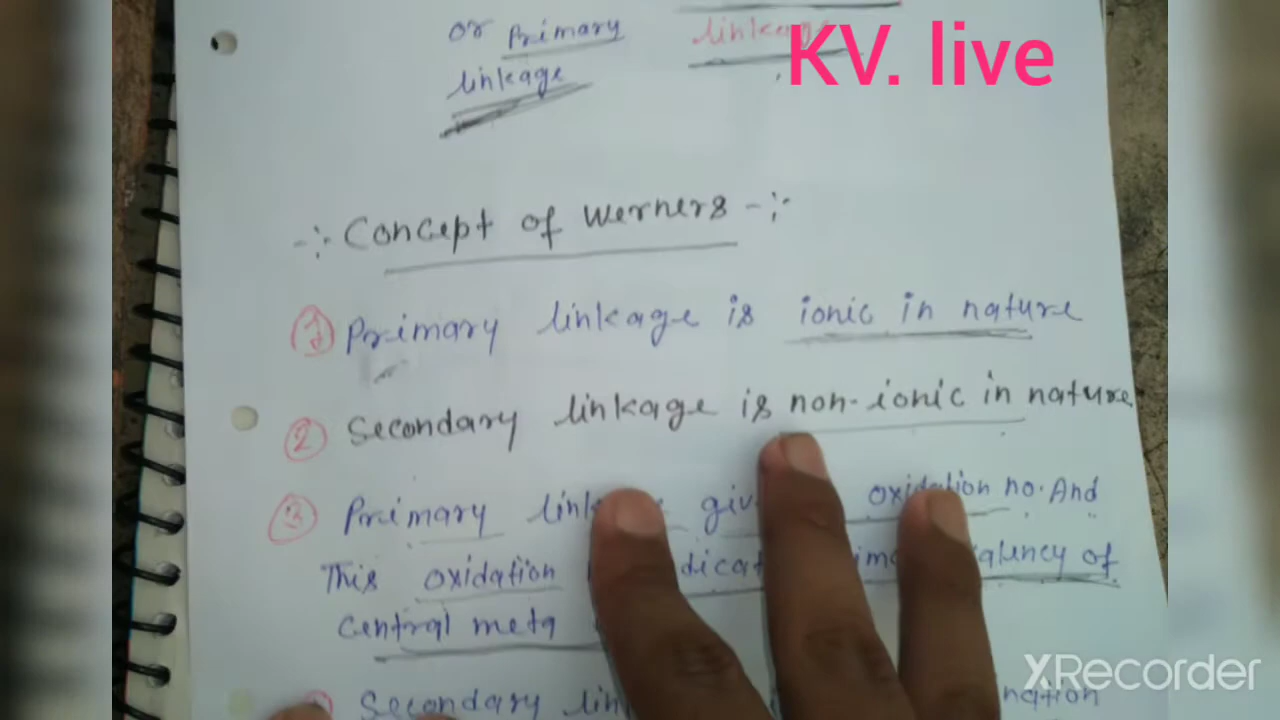 or Primary linkage KV. live
linkage
-:- Concept of werners -:-
① Primary linkage is ionic in nature
② Secondary linkage is non-ionic in nature
③ Primary oxidation no. And
This oxidation of
Central
Secondary
XRecorder